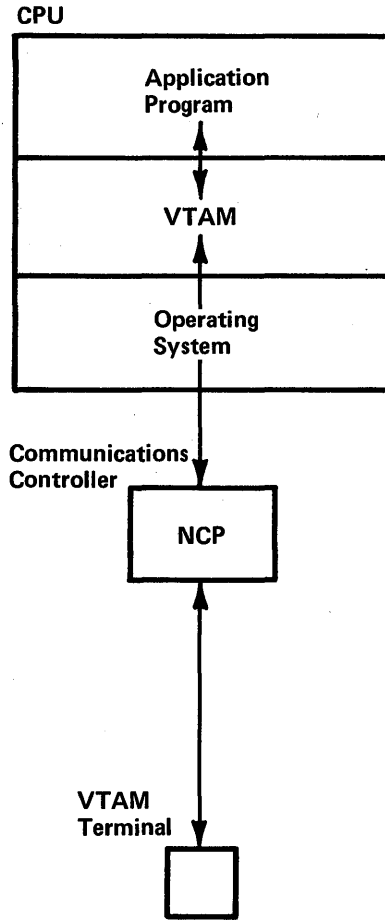 CPU
Application
Program
VTAM
Operating
System
Communications
Controller
NCP
VTAM
Terminal